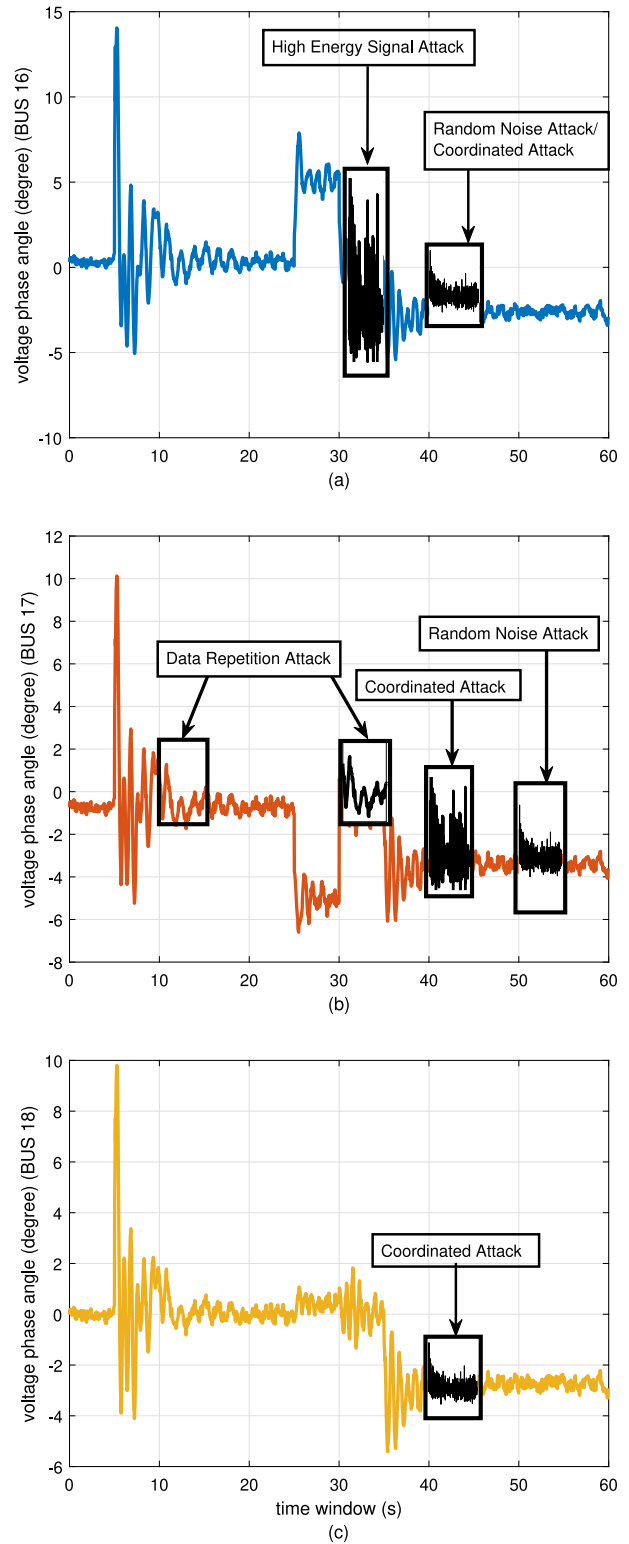 15
10
5
0
-5
-10
voltage phase angle (degree) (BUS 16)
High Energy Signal Attack
Random Noise Attack/
Coordinated Attack
0 10 20 30 40 50 60
(a)
12
10
8
6
4
2
0
-2
-4
-6
-8
voltage phase angle (degree) (BUS 17)
Data Repetition Attack
Random Noise Attack
Coordinated Attack
0 10 20 30 40 50 60
(b)
10
8
6
4
2
0
-2
-4
-6
voltage phase angle (degree) (BUS 18)
Coordinated Attack
0 10 20 30 40 50 60
time window (s)
(c)